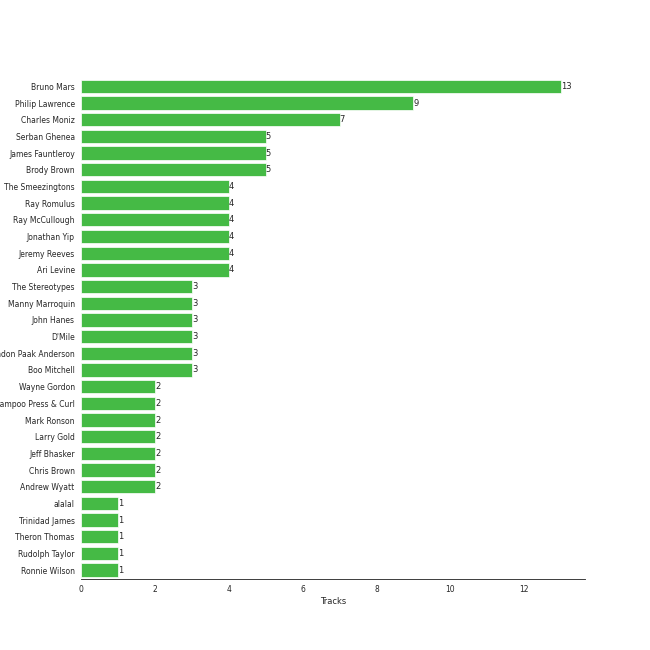 Bruno Mars 13
Philip Lawrence 9
Charles Moniz 7
Serban Ghenea 5
James Fauntleroy 5
Brody Brown 5
The Smeezingtons 4
Ray Romulus 4
Ray McCullough 4
Jonathan Yip 4
Jeremy Reeves 4
Ari Levine 4
The Stereotypes 3
Manny Marroquin 3
John Hanes 3
D'Mile 3
Paak Anderson 3
Boo Mitchell 3
Wayne Gordon 2
Press & Curl 2
Mark Ronson 2
Larry Gold 2
Jeff Bhasker 2
Chris Brown 2
Andrew Wyatt 2
alalal 1
Trinidad James 1
Theron Thomas 1
Rudolph Taylor 1
Ronnie Wilson 1
0 2 4 6 8 10 12
Tracks